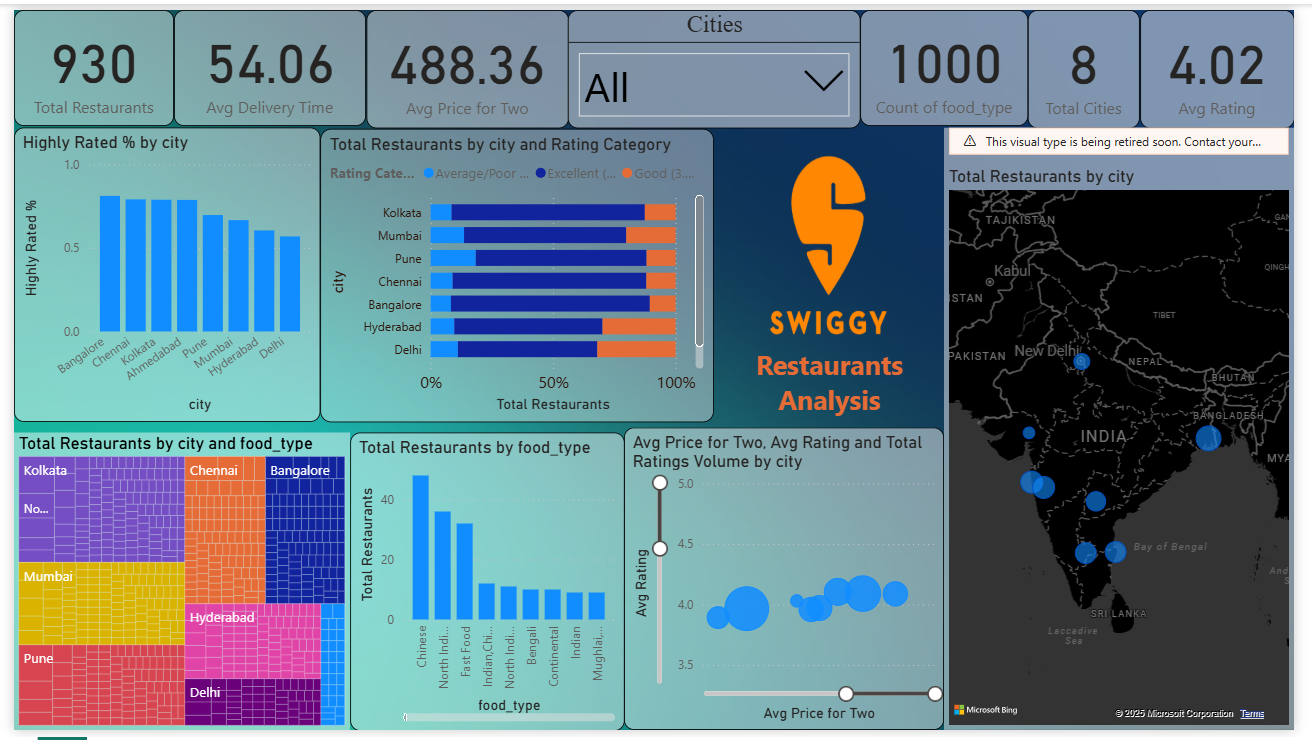 930
Total Restaurants
54.06
Avg Delivery Time
488.36
Avg Price for Two
Cities
All
1000
Count of food_type
8
Total Cities
4.02
Avg Rating
Highly Rated % by city
Highly Rated %
1.0
0.5
0.0
Bangalore
Chennai
Kolkata
Ahmedabad
Pune
Mumbai
Hyderabad
Delhi
city
Total Restaurants by city and Rating Category
Rating Cate... Average/Poor ... Excellent (... Good (3....
city
Kolkata
Mumbai
Pune
Chennai
Bangalore
Hyderabad
Delhi
0% 50% 100%
Total Restaurants
SWIGGY
Restaurants
Analysis
This visual type is being retired soon. Contact your...
Total Restaurants by city
TAJIKISTAN
Kabul
ISTAN
QINGH
TIBET
PAKISTAN
New Delhi
NEPAL
BHUTAN
BANGLADESH
INDIA
MYA
Bay of Bengal
And
S
SRI LANKA
Laccadive
Sea
Microsoft Bing
© 2025 Microsoft Corporation Terms
Total Restaurants by city and food_type
Kolkata
No...
Mumbai
Pune
Chennai
Bangalore
Hyderabad
Delhi
Total Restaurants by food_type
Total Restaurants
40
20
0
Chinese
North Indi...
Fast Food
Indian,Chi...
North Indi...
Bengali
Continental
Indian
Mughlai,...
food_type
Avg Price for Two, Avg Rating and Total
Ratings Volume by city
Avg Rating
5.0
4.5
4.0
3.5
Avg Price for Two